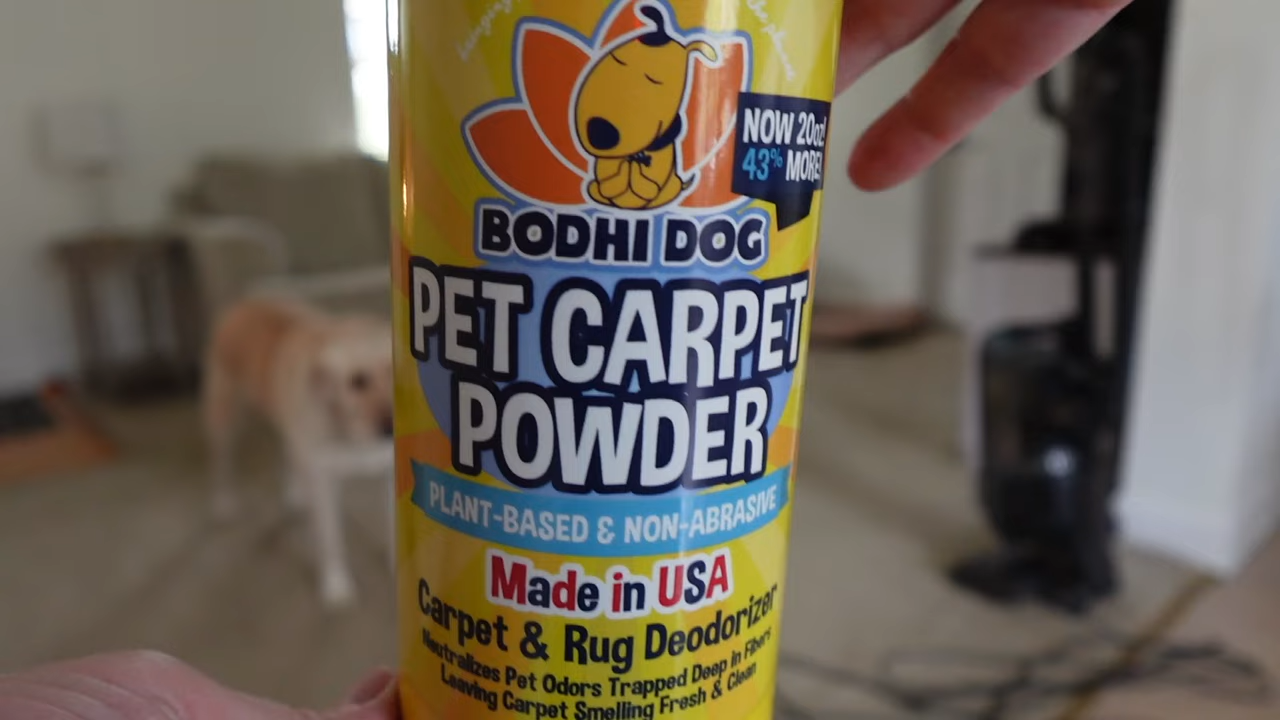 NOW 20oz!
43% MORE!
BODHI DOG
PET CARPET
POWDER
PLANT-BASED & NON-ABRASIVE
Made in USA
Carpet & Rug Deodorizer
Neutralizes Pet Odors Trapped Deep in Fibers
Leaving Carpet Smelling Fresh & Clean